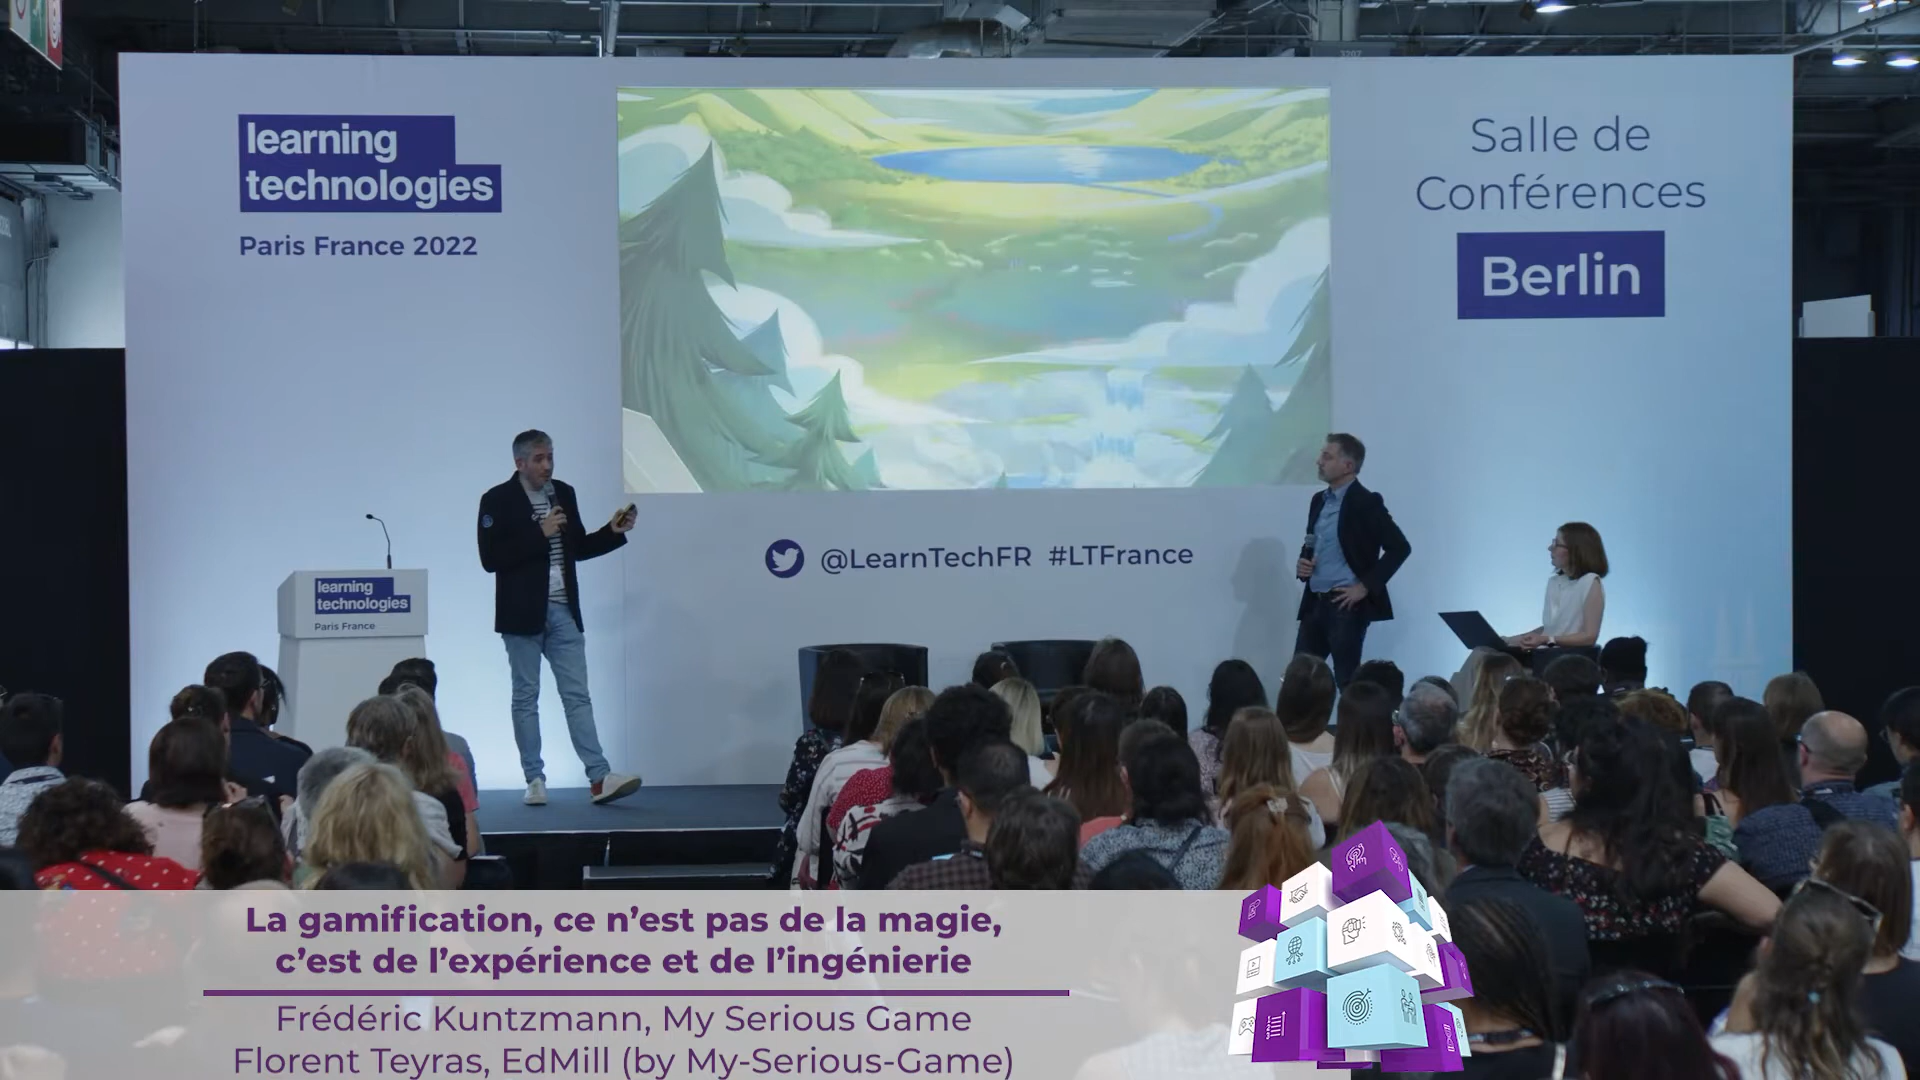 learning
technologies
Paris France 2022
Salle de
Conférences
Berlin
@LearnTechFR #LTFrance
learning
technologies
Paris France
La gamification, ce n’est pas de la magie,
c’est de l’expérience et de l’ingénierie
Frédéric Kuntzmann, My Serious Game
Florent Teyras, EdMill (by My-Serious-Game)